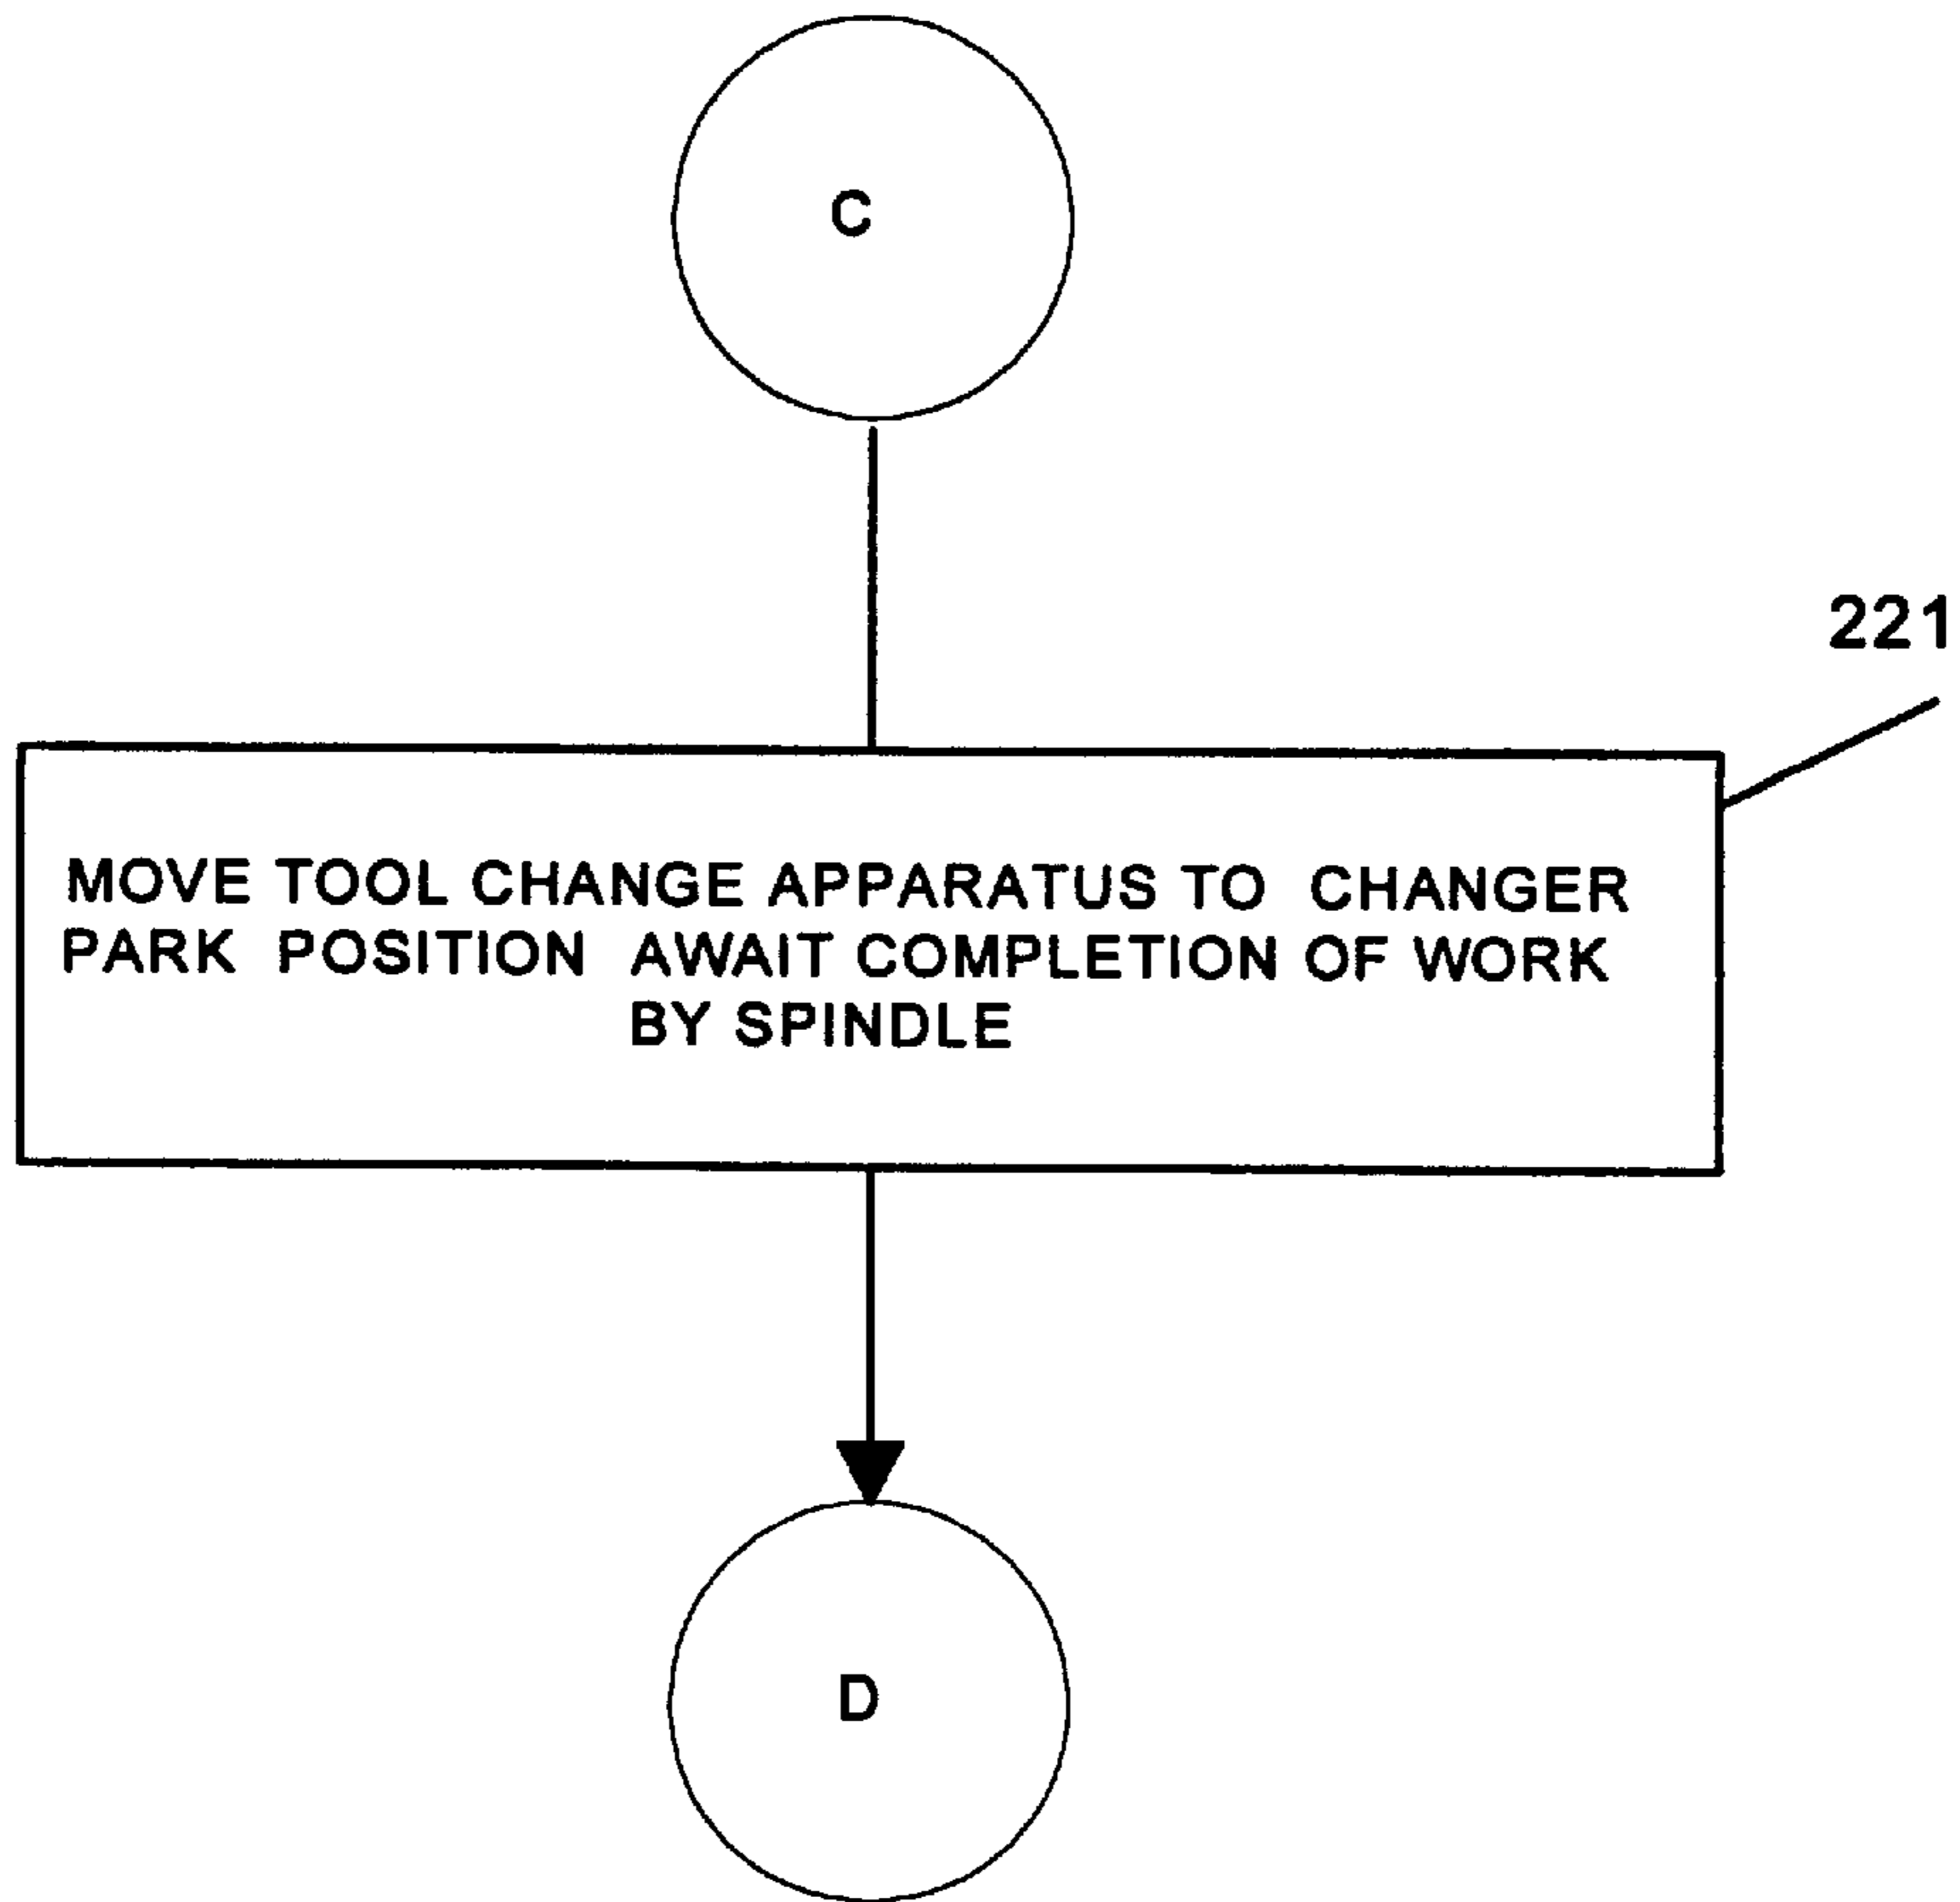 C
221
MOVE TOOL CHANGE APPARATUS TO CHANGER
PARK POSITION AWAIT COMPLETION OF WORK
BY SPINDLE
D